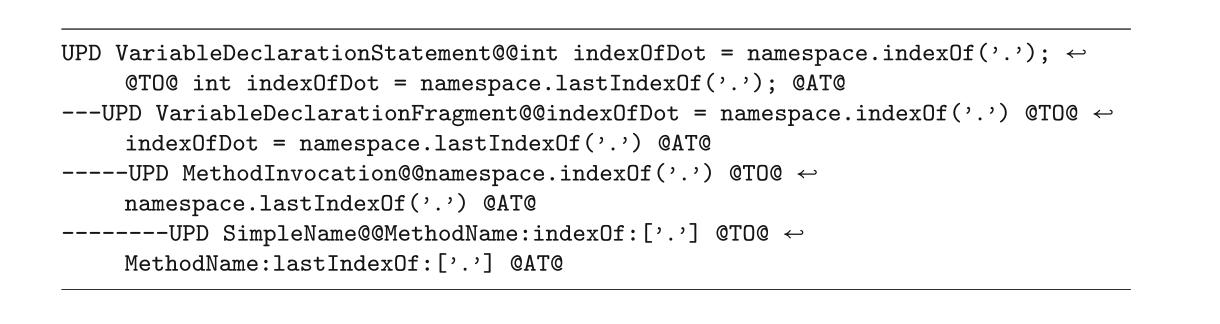 UPD VariableDeclarationStatement@@int indexOfDot = namespace.indexOf('.'); ↩
@TO@ int indexOfDot = namespace.lastIndexOf('.'); @AT@
---UPD VariableDeclarationFragment@@indexOfDot = namespace.indexOf('.') @TO@ ↩
indexOfDot = namespace.lastIndexOf('.') @AT@
-----UPD MethodInvocation@@namespace.indexOf('.') @TO@ ↩
namespace.lastIndexOf('.') @AT@
--------UPD SimpleName@@MethodName:indexOf:['.'] @TO@ ↩
MethodName:lastIndexOf:['.'] @AT@